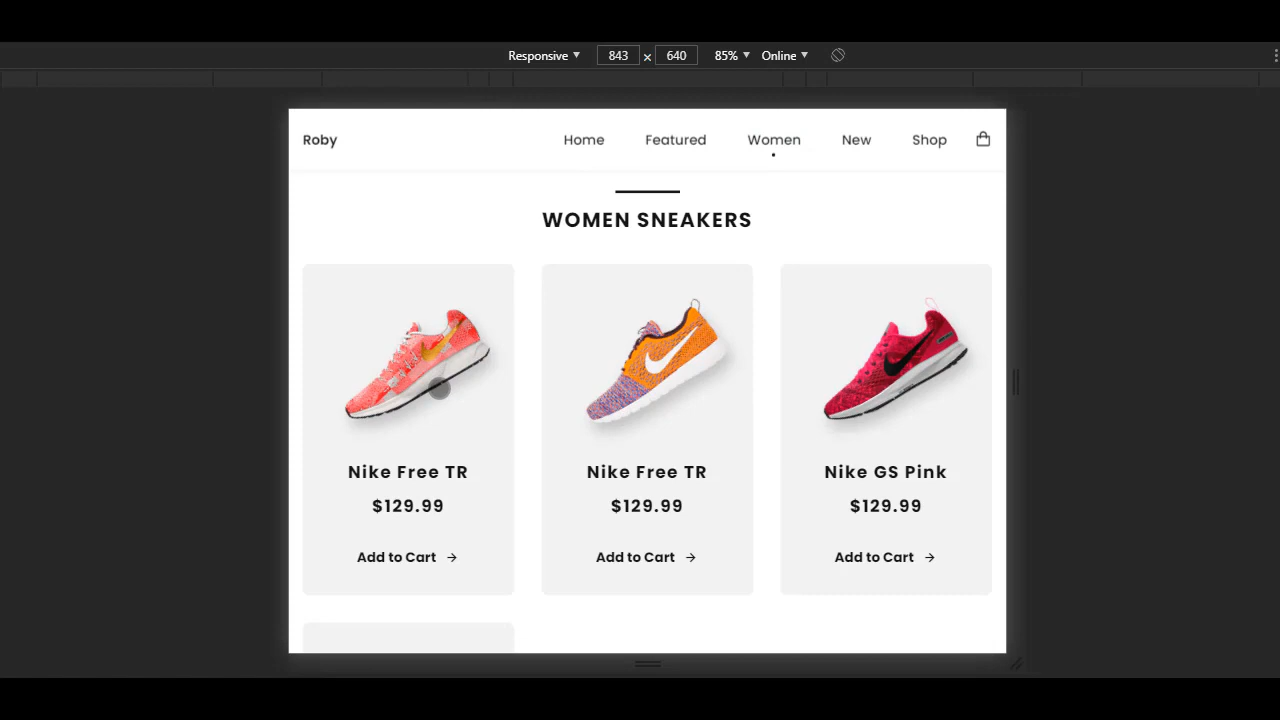 Responsive 843 × 640 85% Online
Roby Home Featured Women New Shop
WOMEN SNEAKERS
Nike Free TR Nike Free TR Nike GS Pink
$129.99 $129.99 $129.99
Add to Cart → Add to Cart → Add to Cart →